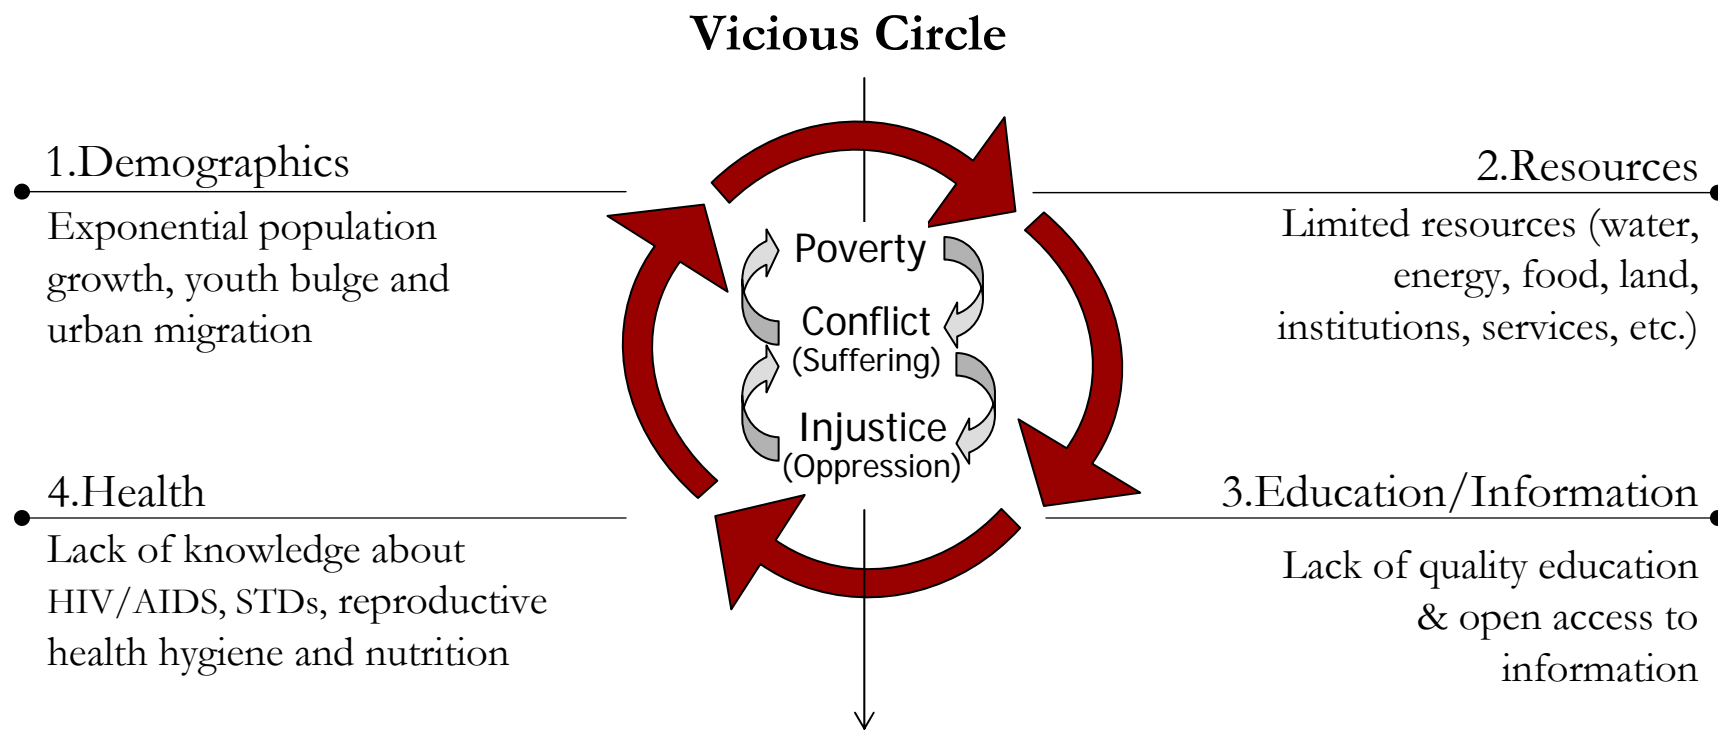 Vicious Circle
1.Demographics
Exponential population
growth, youth bulge and
urban migration
2.Resources
Limited resources (water,
energy, food, land,
institutions, services, etc.)
Poverty
Conflict
(Suffering)
Injustice
(Oppression)
4.Health
Lack of knowledge about
HIV/AIDS, STDs, reproductive
health hygiene and nutrition
3.Education/Information
Lack of quality education
& open access to
information